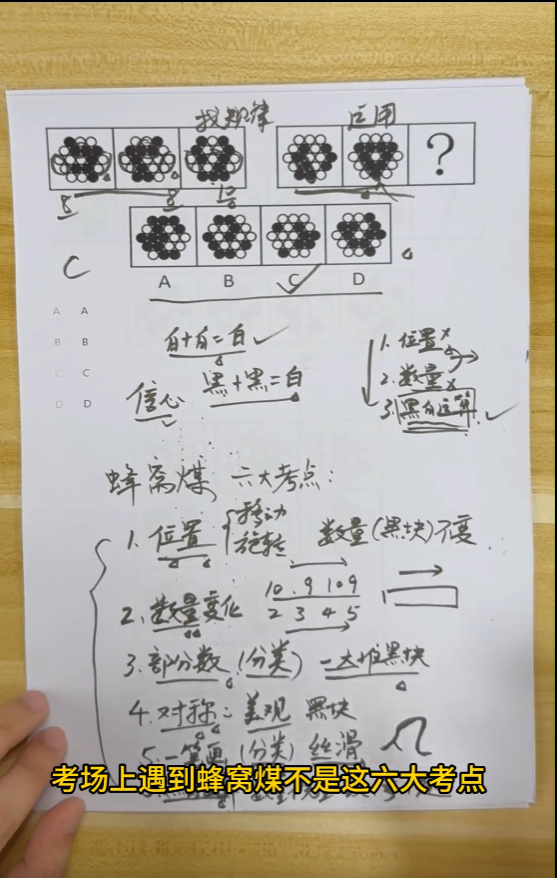 找规律 应用
?
8 8 12
A B C D
C
A A
B B
C C
D D
白+白=白 ✓
黑+黑=白
信心
1. 位置 ×
2. 数量 ×
3. 黑白运算 ✓
蜂窝煤 六大考点:
1. 位置 { 移动 旋转 数量(黑块)不变
2. 数量变化 10 9 10 9
2 3 4 5
3. 部分数 (分类) 一大堆黑块
4. 对称: 美观 黑块
5. 一笔画 (分类) 丝滑
考场上遇到蜂窝煤不是这六大考点